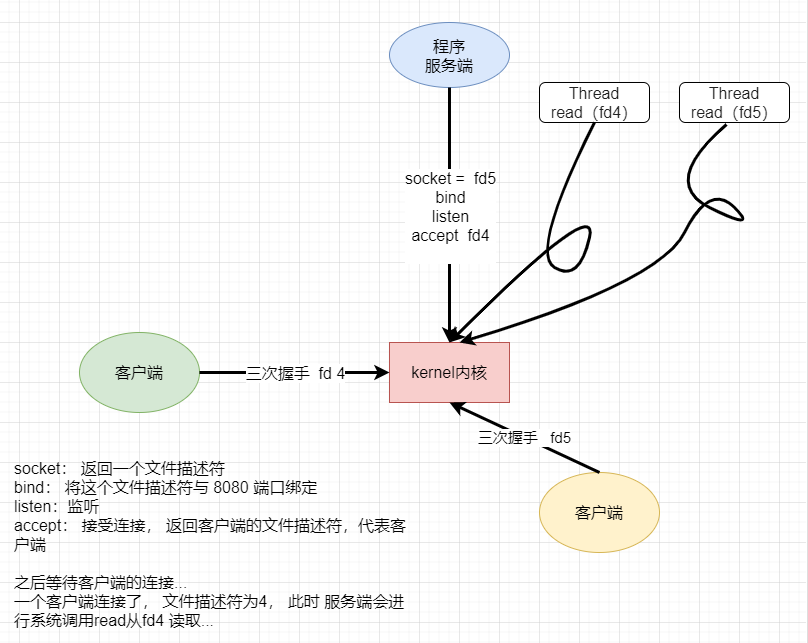 程序
服务端
Thread
read（fd4）
Thread
read（fd5）
socket = fd5
bind
listen
accept fd4
客户端
三次握手 fd 4
kernel内核
三次握手 fd5
客户端
socket： 返回一个文件描述符
bind： 将这个文件描述符与 8080 端口绑定
listen：监听
accept： 接受连接， 返回客户端的文件描述符，代表客
户端
之后等待客户端的连接...
一个客户端连接了， 文件描述符为4， 此时 服务端会进
行系统调用read从fd4 读取...